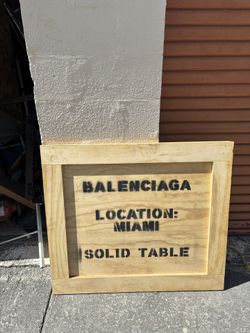 BALENCIAGA
LOCATION:
MIAMI
SOLID TABLE